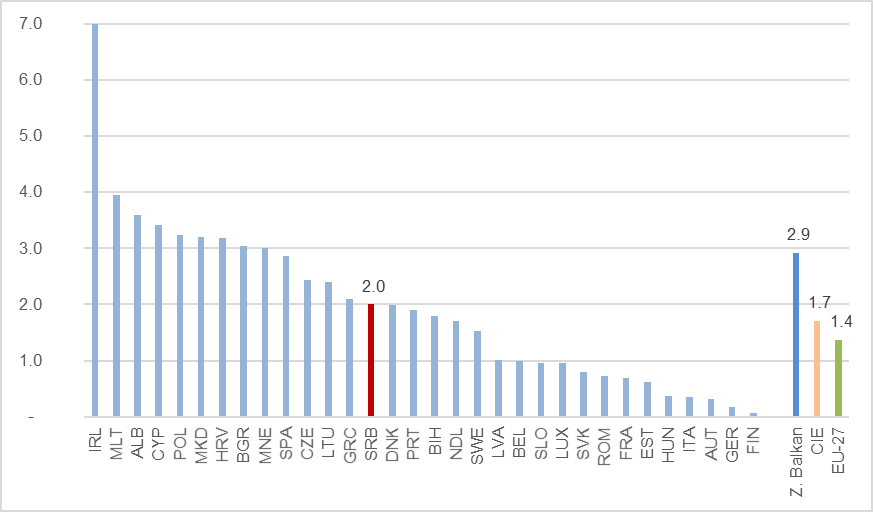 7.0
6.0
5.0
4.0
3.0
2.0
1.0
-
2.0
2.9
1.7
1.4
IRL
MLT
ALB
CYP
POL
MKD
HRV
BGR
MNE
SPA
CZE
LTU
GRC
SRB
DNK
PRT
BIH
NDL
SWE
LVA
BEL
SLO
LUX
SVK
ROM
FRA
EST
HUN
ITA
AUT
GER
FIN
Z. Balkan
CIE
EU-27